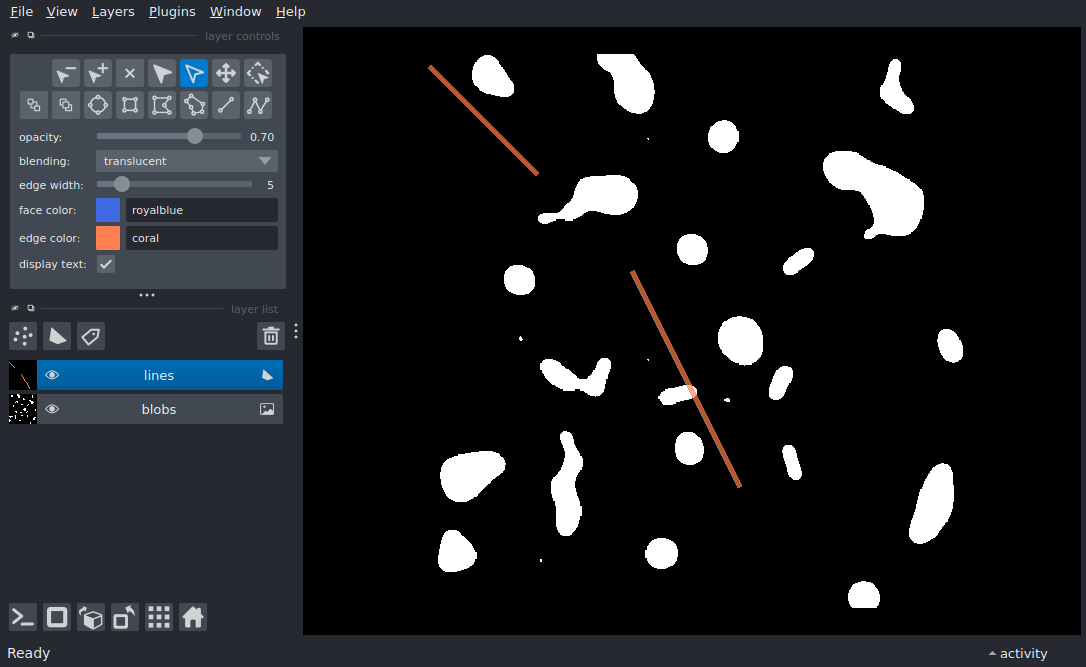 File View Layers Plugins Window Help
layer controls
opacity: 0.70
blending: translucent
edge width: 5
face color: royalblue
edge color: coral
display text:
layer list
lines
blobs
Ready
activity